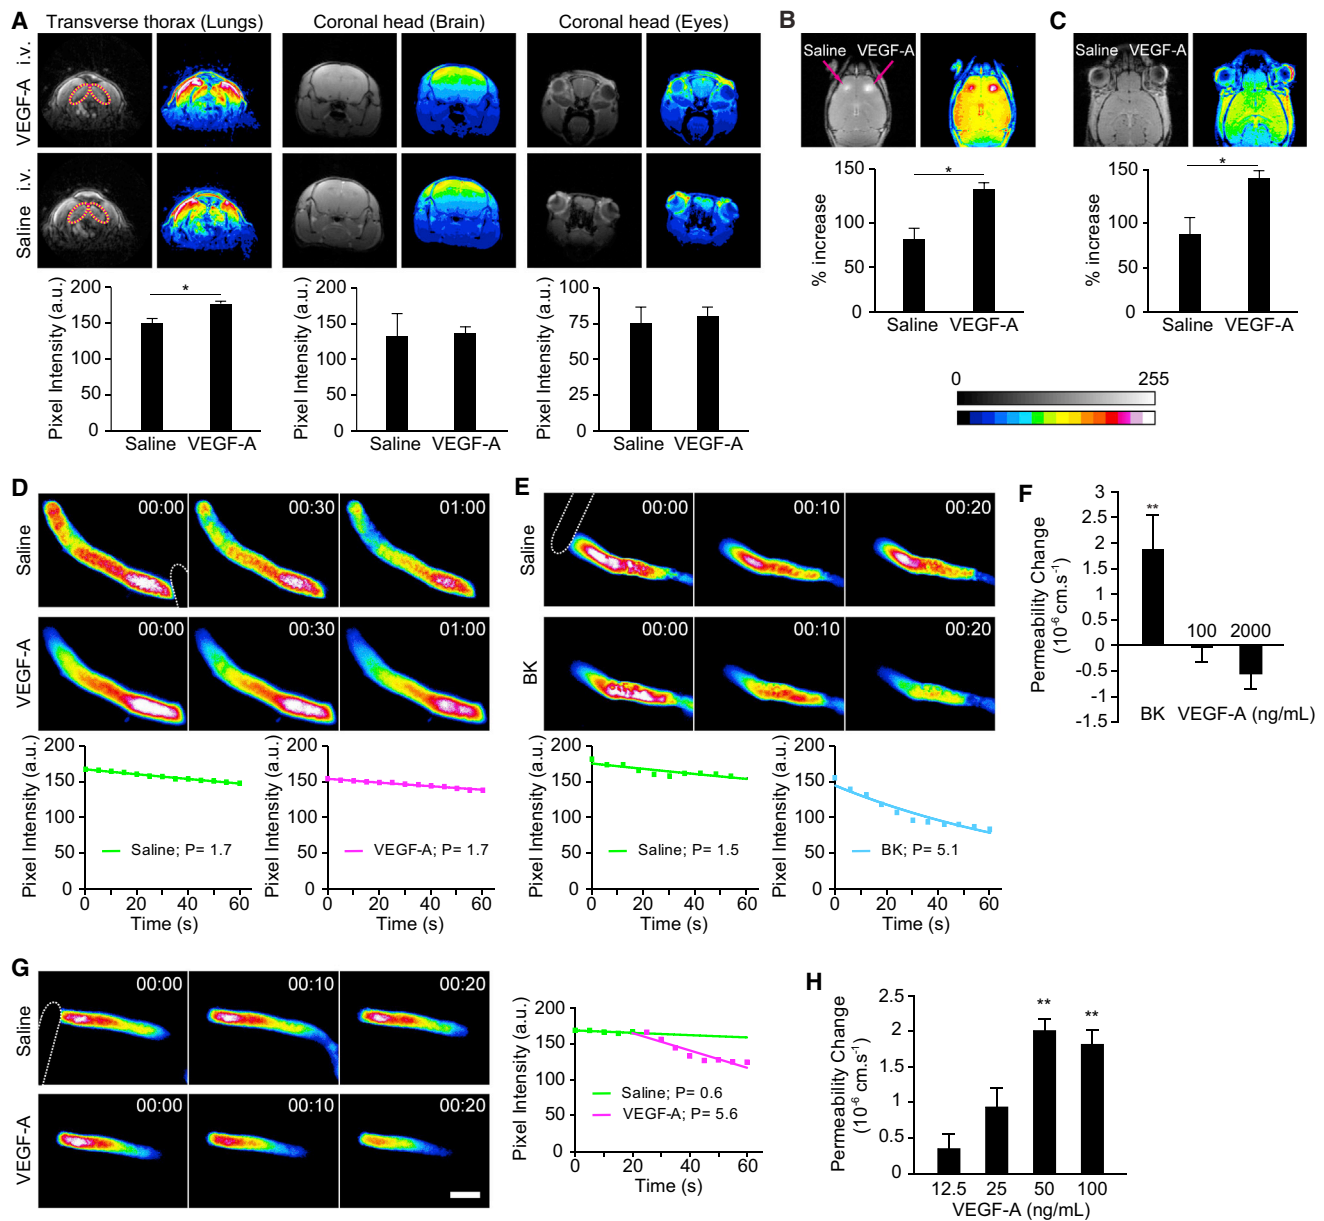 A
Transverse thorax (Lungs)
Coronal head (Brain)
Coronal head (Eyes)
VEGF-A i.v.
Saline i.v.
Pixel Intensity (a.u.)
200
150
100
50
0
*
Saline VEGF-A
Pixel Intensity (a.u.)
200
150
100
50
0
Saline VEGF-A
Pixel Intensity (a.u.)
100
75
50
25
0
Saline VEGF-A
B
Saline VEGF-A
% increase
150
100
50
0
*
Saline VEGF-A
C
Saline VEGF-A
% increase
150
100
50
0
*
Saline VEGF-A
0 255
D
Saline
00:00 00:30 01:00
VEGF-A
00:00 00:30 01:00
Pixel Intensity (a.u.)
200
150
100
50
0
Saline; P= 1.7
0 20 40 60
Time (s)
Pixel Intensity (a.u.)
200
150
100
50
0
VEGF-A; P= 1.7
0 20 40 60
Time (s)
E
Saline
00:00 00:10 00:20
BK
00:00 00:10 00:20
Pixel Intensity (a.u.)
200
150
100
50
0
Saline; P= 1.5
0 20 40 60
Time (s)
Pixel Intensity (a.u.)
200
150
100
50
0
BK; P= 5.1
0 20 40 60
Time (s)
F
Permeability Change
(10⁻⁶ cm.s⁻¹)
3
2.5
2
1.5
1
0.5
0
-0.5
-1
-1.5
**
100 2000
BK VEGF-A (ng/mL)
G
Saline
00:00 00:10 00:20
VEGF-A
00:00 00:10 00:20
Pixel Intensity (a.u.)
200
150
100
50
0
Saline; P= 0.6
VEGF-A; P= 5.6
0 20 40 60
Time (s)
H
Permeability Change
(10⁻⁶ cm.s⁻¹)
2.5
2
1.5
1
0.5
0
** **
12.5 25 50 100
VEGF-A (ng/mL)